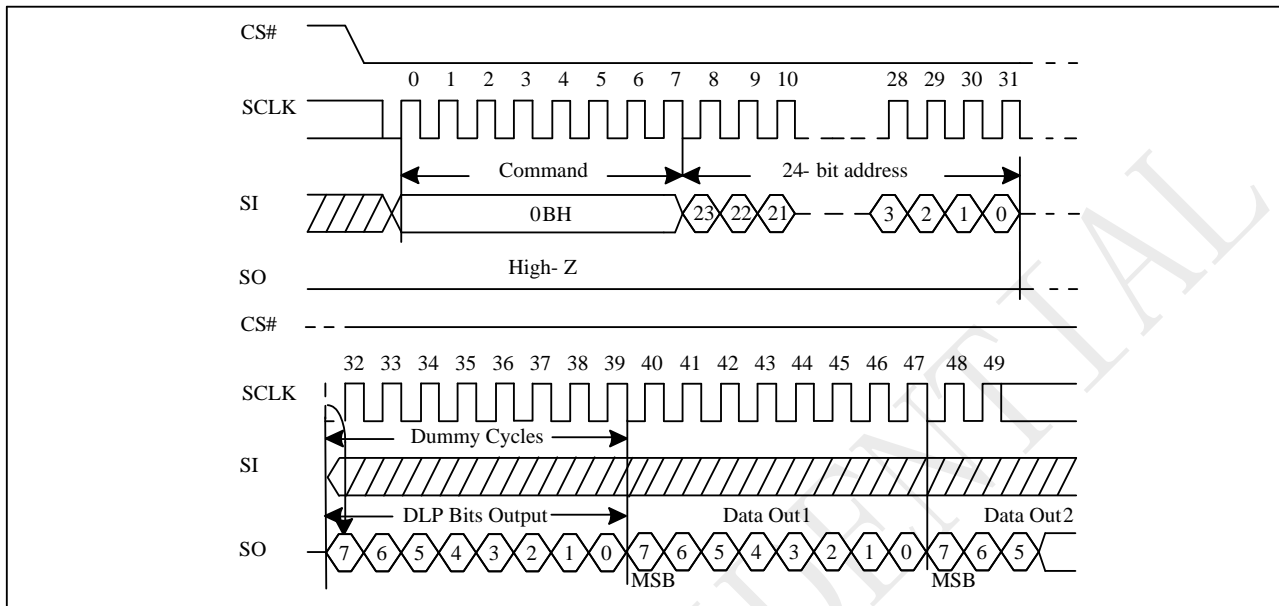 CS#
0 1 2 3 4 5 6 7 8 9 10 28 29 30 31
SCLK
Command 24- bit address
SI 0BH 23 22 21 3 2 1 0
High- Z
SO
CS#
32 33 34 35 36 37 38 39 40 41 42 43 44 45 46 47 48 49
SCLK
Dummy Cycles
SI
DLP Bits Output Data Out1 Data Out2
SO 7 6 5 4 3 2 1 0 7 6 5 4 3 2 1 0 7 6 5
MSB MSB
DENTIAL